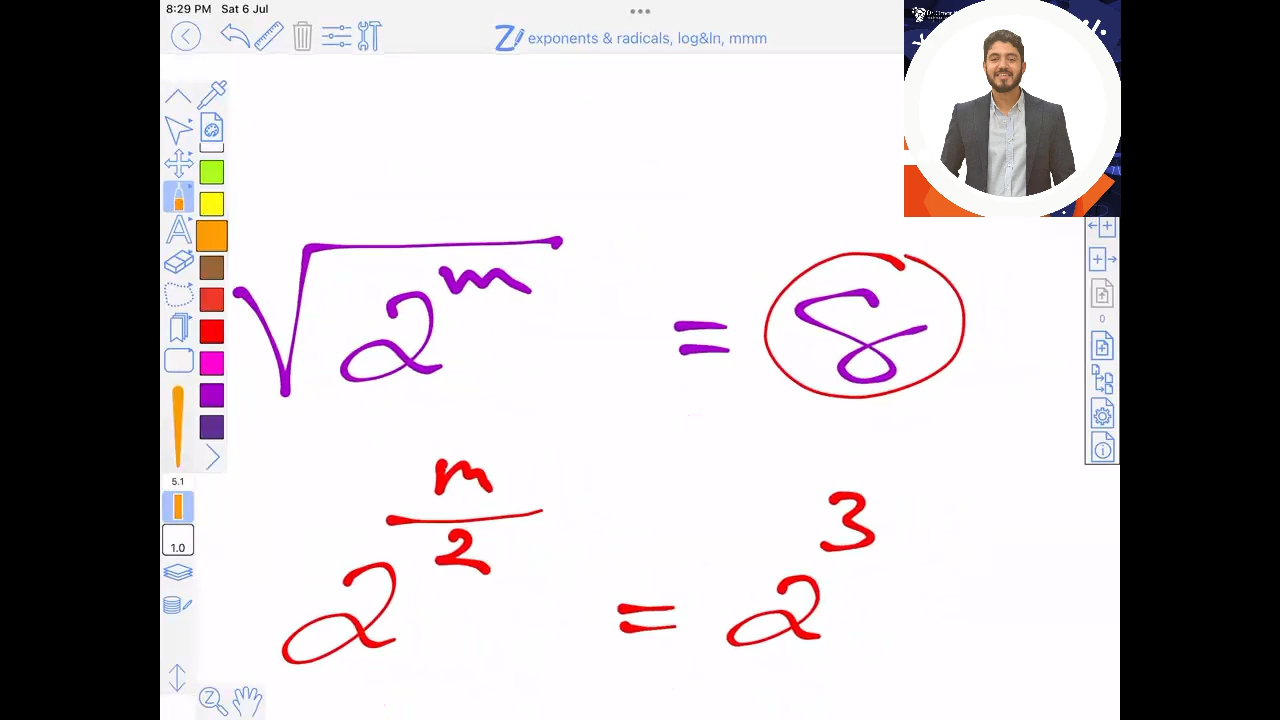 8:29 PM Sat 6 Jul
exponents & radicals, log&ln, mmm
√2^m = 8
2^(m/2) = 2^3
0
5.1
1.0